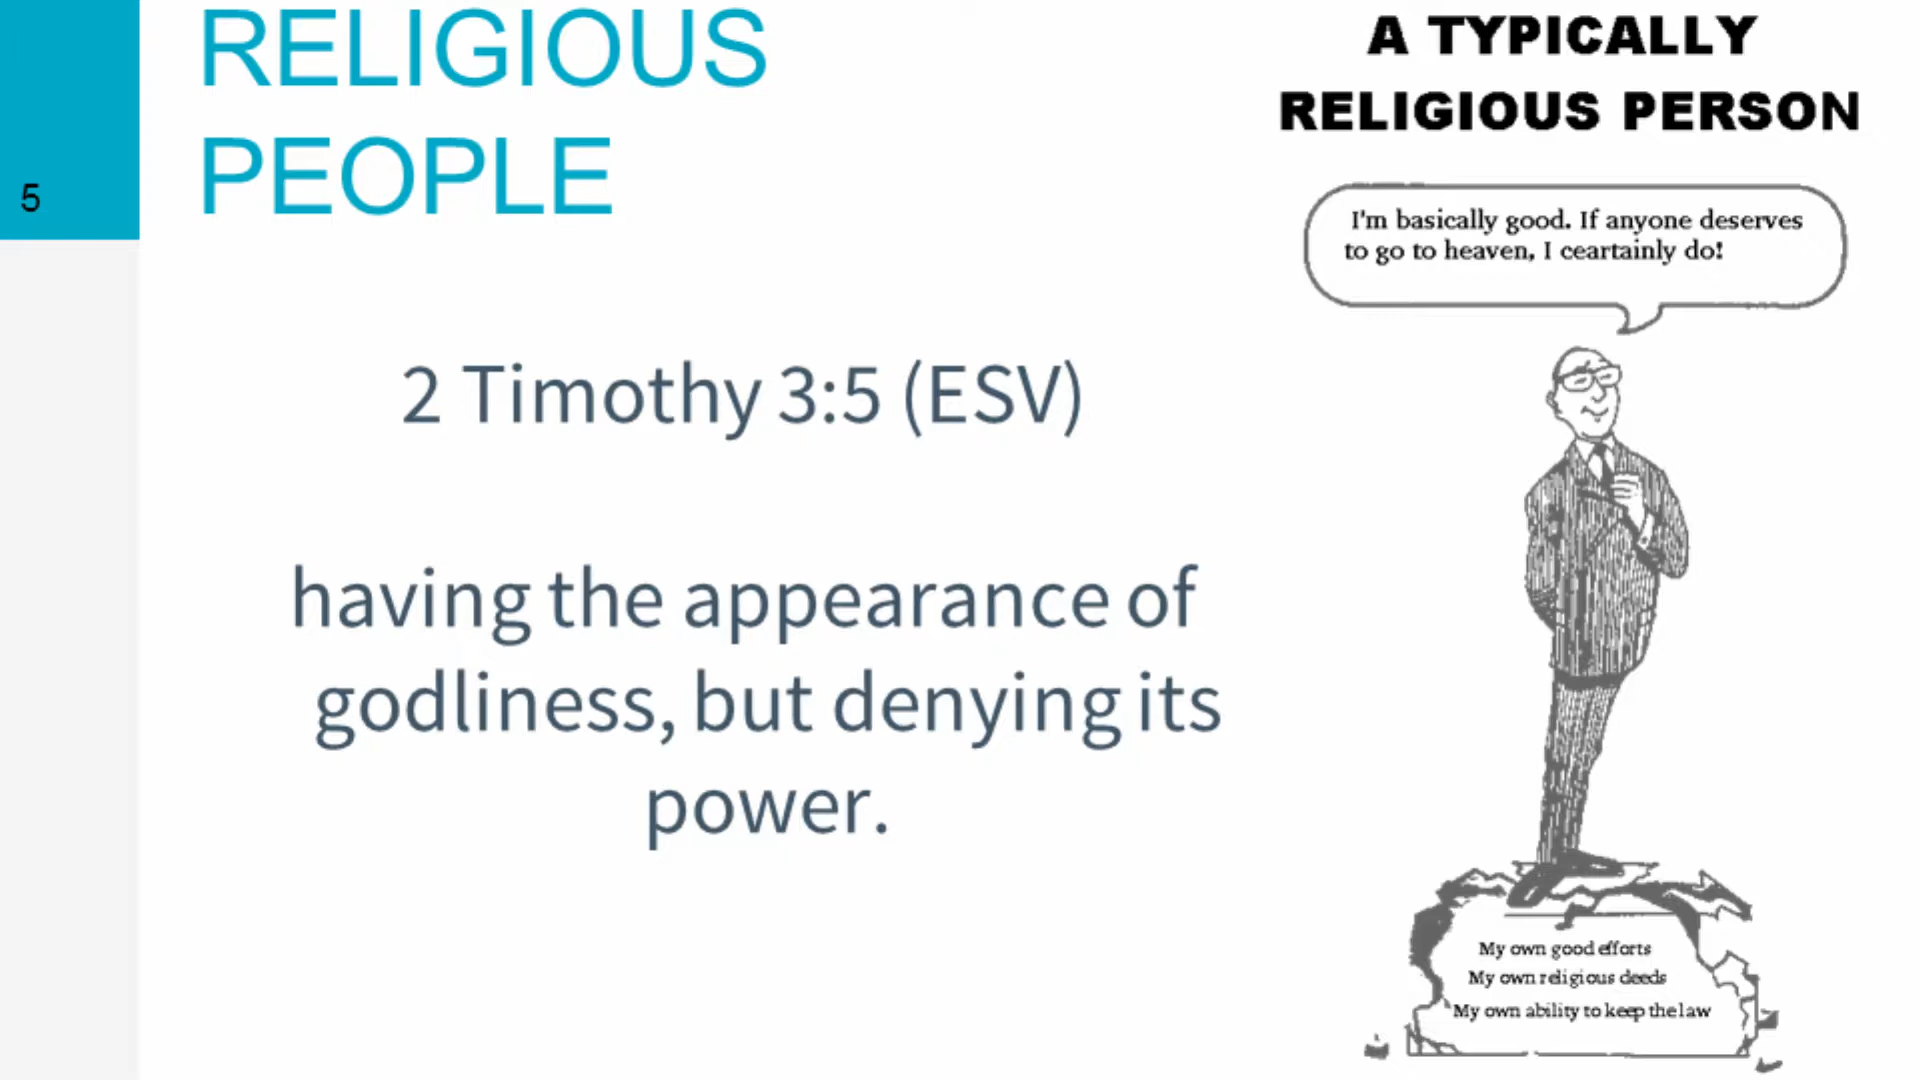 RELIGIOUS
PEOPLE
5
2 Timothy 3:5 (ESV)
having the appearance of
godliness, but denying its
power.
A TYPICALLY
RELIGIOUS PERSON
I'm basically good. If anyone deserves
to go to heaven, I ceartainly do!
My own good efforts
My own religious deeds
My own ability to keep the law